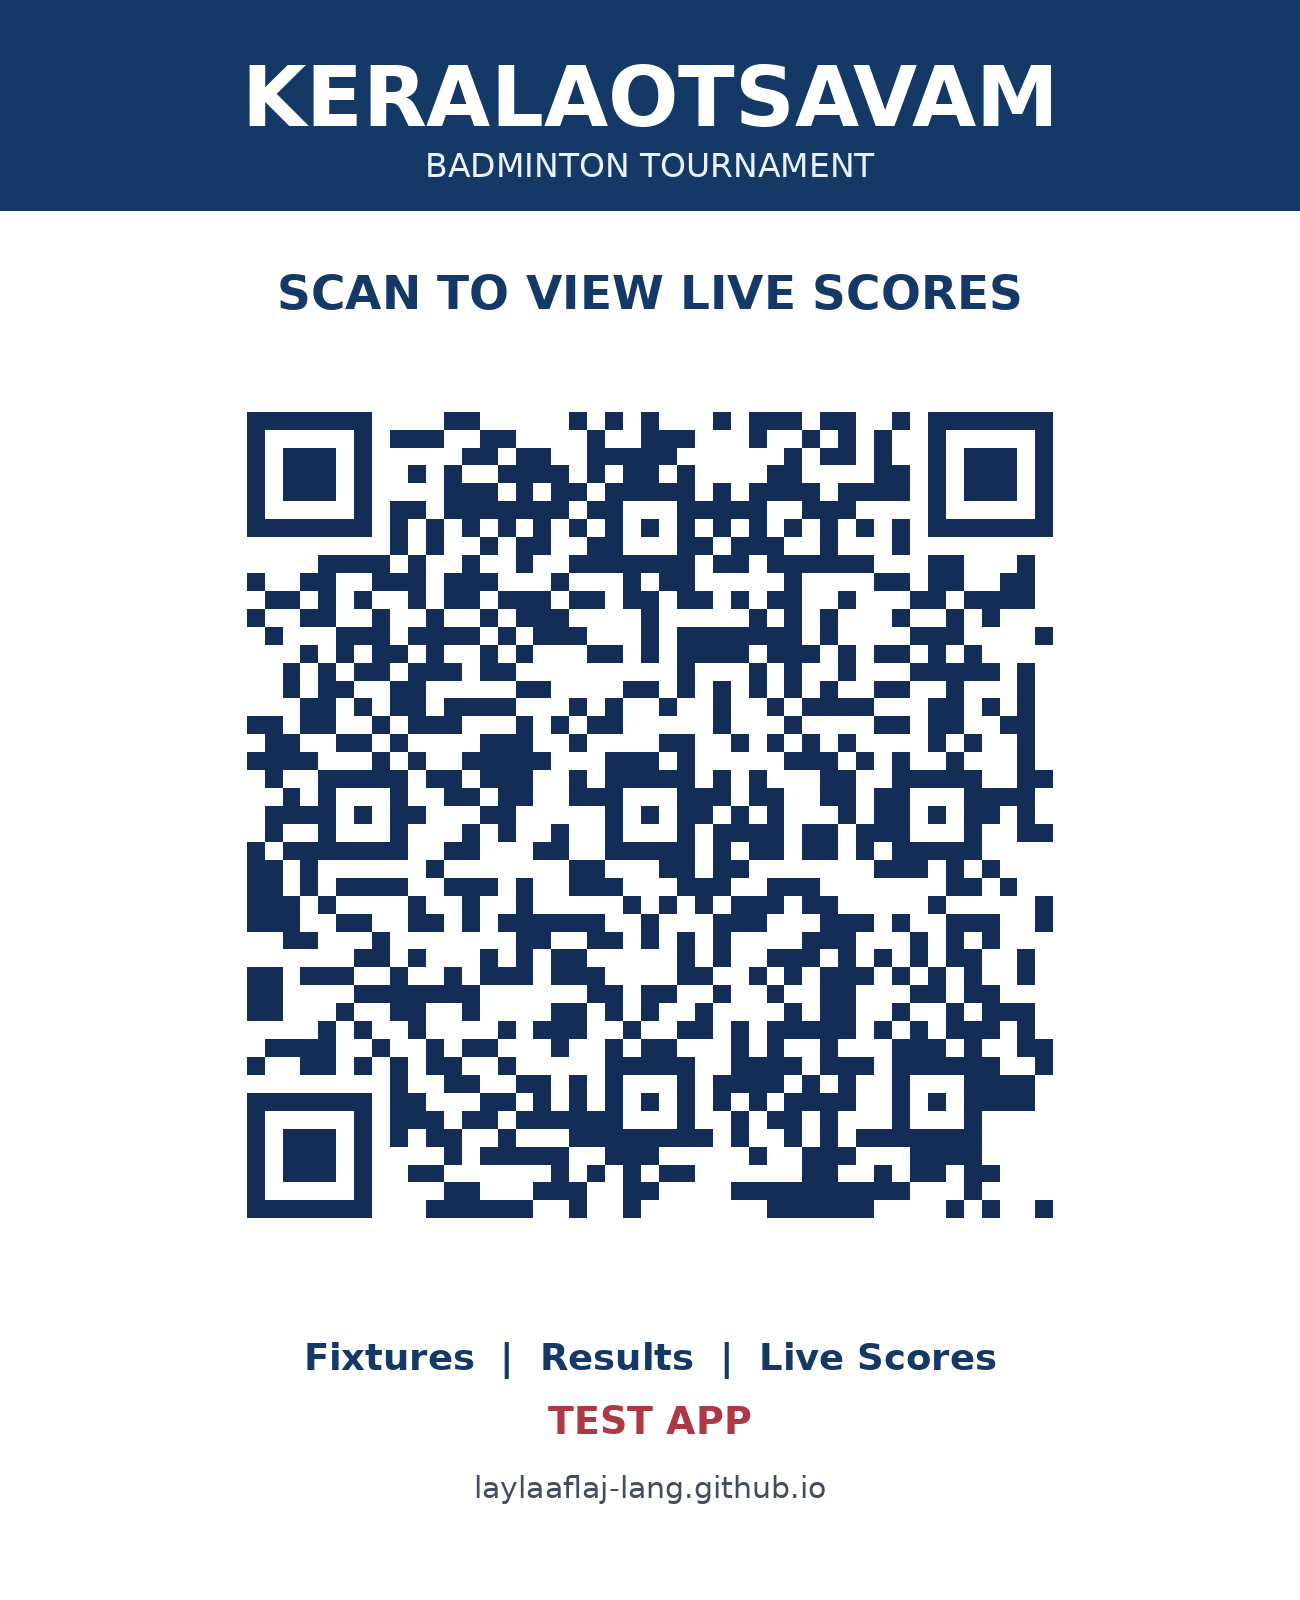 KERALAOTSAVAM
BADMINTON TOURNAMENT
SCAN TO VIEW LIVE SCORES
Fixtures | Results | Live Scores
TEST APP
laylaaflaj-lang.github.io